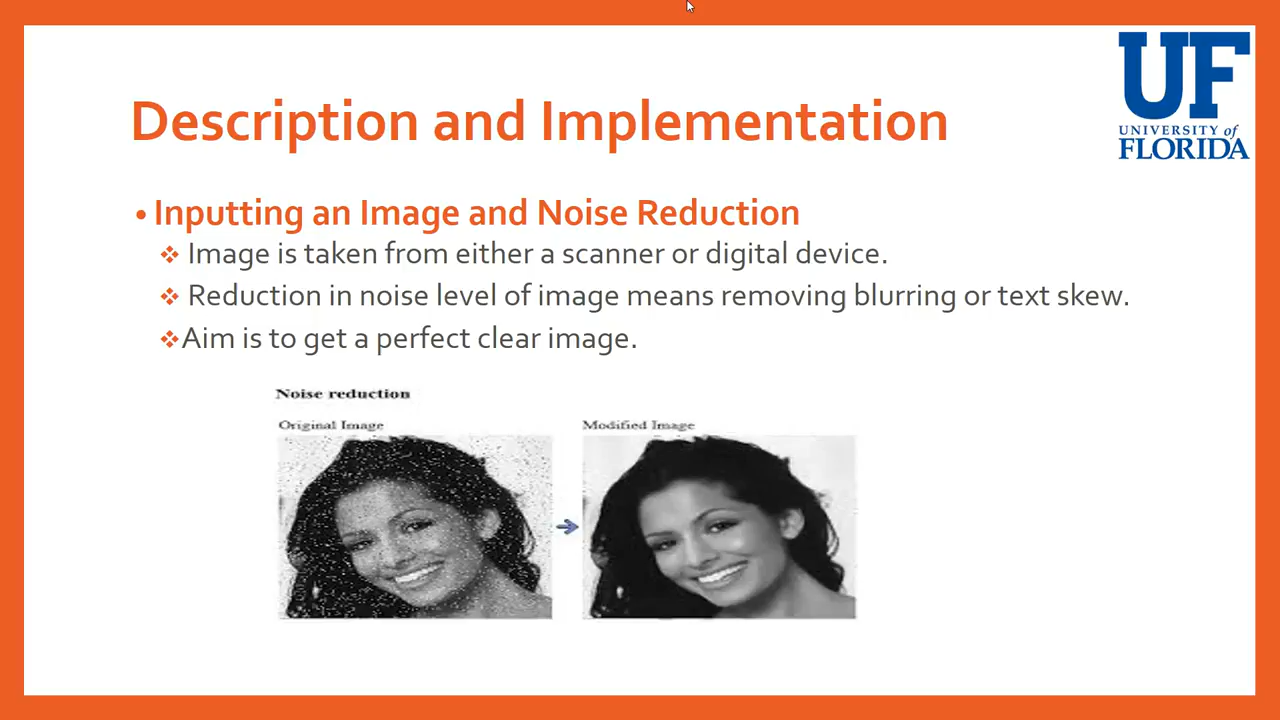 UF
UNIVERSITY of
FLORIDA
Description and Implementation
• Inputting an Image and Noise Reduction
❖ Image is taken from either a scanner or digital device.
❖ Reduction in noise level of image means removing blurring or text skew.
❖Aim is to get a perfect clear image.
Noise reduction
Original Image
Modified Image